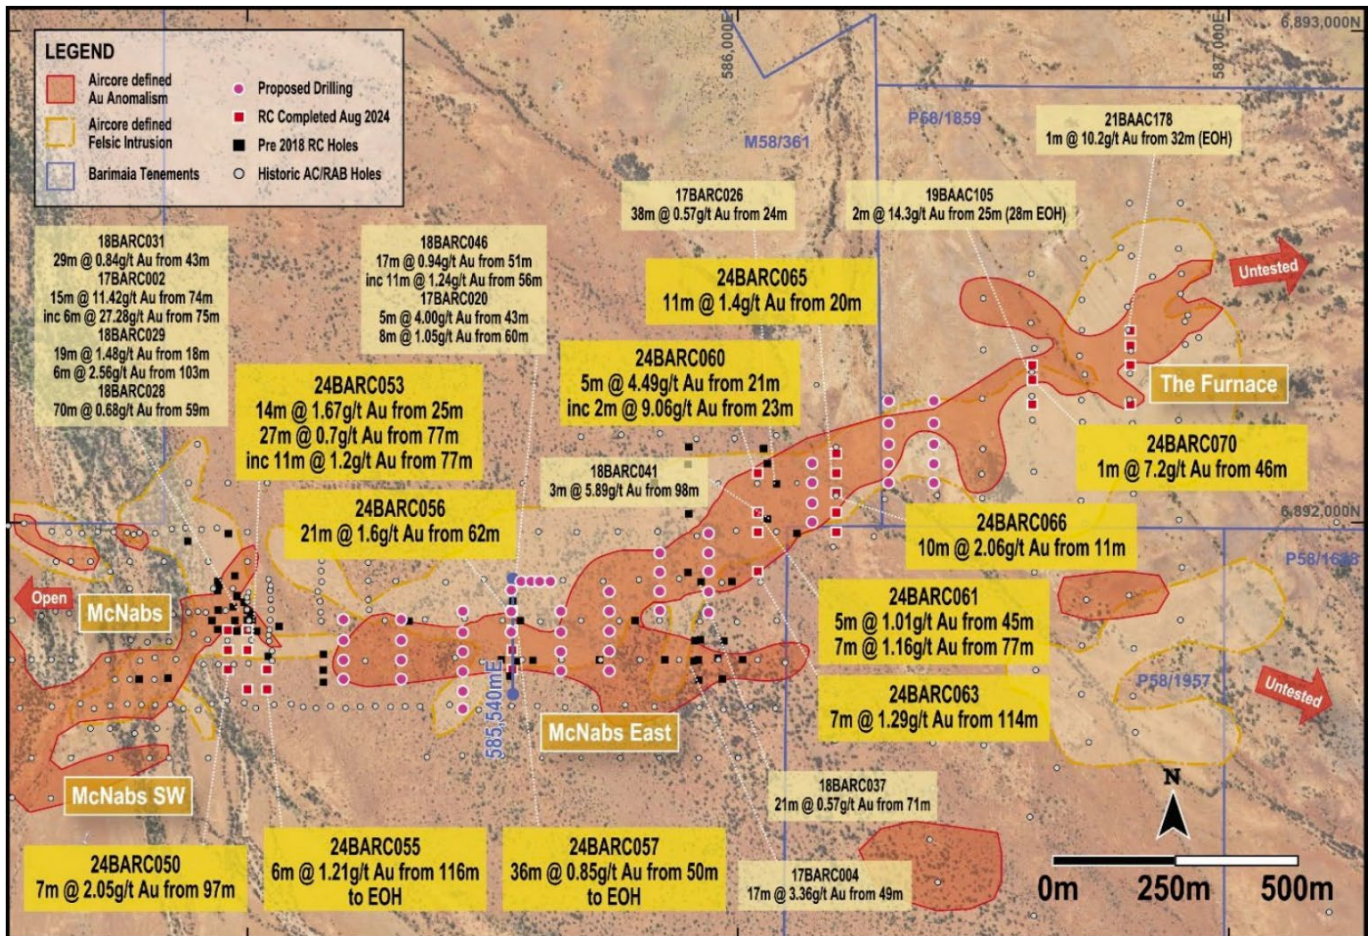 LEGEND
Aircore defined
Au Anomalism
Aircore defined
Felsic Intrusion
Barimaia Tenements
Proposed Drilling
RC Completed Aug 2024
Pre 2018 RC Holes
Historic AC/RAB Holes
586,000E
587,000E
6,893,000N
P58/1859
M58/361
21BAAC178
1m @ 10.2g/t Au from 32m (EOH)
17BARC026
38m @ 0.57g/t Au from 24m
19BAAC105
2m @ 14.3g/t Au from 25m (28m EOH)
18BARC031
29m @ 0.84g/t Au from 43m
17BARC002
15m @ 11.42g/t Au from 74m
inc 6m @ 27.28g/t Au from 75m
18BARC029
19m @ 1.48g/t Au from 18m
6m @ 2.56g/t Au from 103m
18BARC028
70m @ 0.68g/t Au from 59m
18BARC046
17m @ 0.94g/t Au from 51m
inc 11m @ 1.24g/t Au from 56m
17BARC020
5m @ 4.00g/t Au from 43m
8m @ 1.05g/t Au from 60m
24BARC065
11m @ 1.4g/t Au from 20m
Untested
24BARC060
5m @ 4.49g/t Au from 21m
inc 2m @ 9.06g/t Au from 23m
24BARC053
14m @ 1.67g/t Au from 25m
27m @ 0.7g/t Au from 77m
inc 11m @ 1.2g/t Au from 77m
The Furnace
24BARC070
1m @ 7.2g/t Au from 46m
18BARC041
3m @ 5.89g/t Au from 98m
24BARC056
21m @ 1.6g/t Au from 62m
6,892,000N
24BARC066
10m @ 2.06g/t Au from 11m
Open
McNabs
24BARC061
5m @ 1.01g/t Au from 45m
7m @ 1.16g/t Au from 77m
P58/1957
Untested
24BARC063
7m @ 1.29g/t Au from 114m
585,540mE
McNabs East
McNabs SW
18BARC037
21m @ 0.57g/t Au from 71m
24BARC050
7m @ 2.05g/t Au from 97m
24BARC055
6m @ 1.21g/t Au from 116m
to EOH
24BARC057
36m @ 0.85g/t Au from 50m
to EOH
17BARC004
17m @ 3.36g/t Au from 49m
N
0m
250m
500m